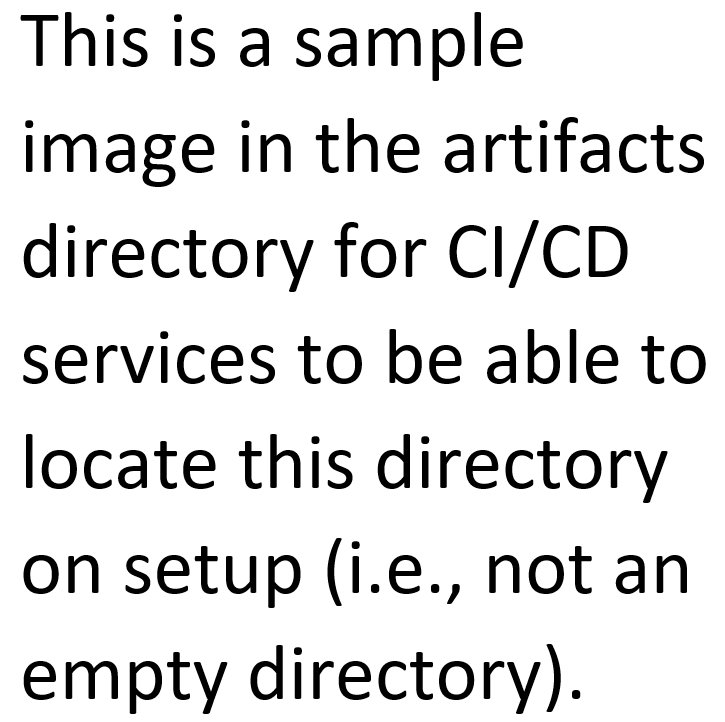 This is a sample
image in the artifacts
directory for CI/CD
services to be able to
locate this directory
on setup (i.e., not an
empty directory).